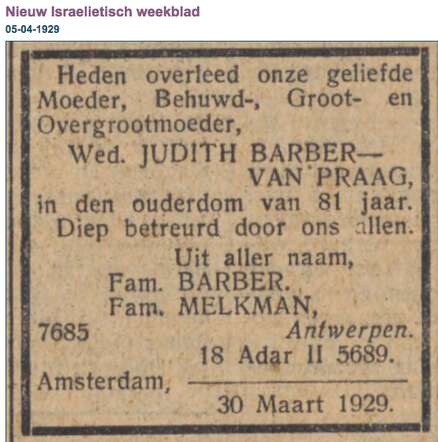 Nieuw Israelietisch weekblad
05-04-1929
Heden overleed onze geliefde
Moeder, Behuwd-, Groot- en
Overgrootmoeder,
Wed. JUDITH BARBER—
VAN PRAAG,
in den ouderdom van 81 jaar.
Diep betreurd door ons allen.
Uit aller naam,
Fam. BARBER.
Fam. MELKMAN,
7685 Antwerpen.
18 Adar II 5689.
Amsterdam,
30 Maart 1929.